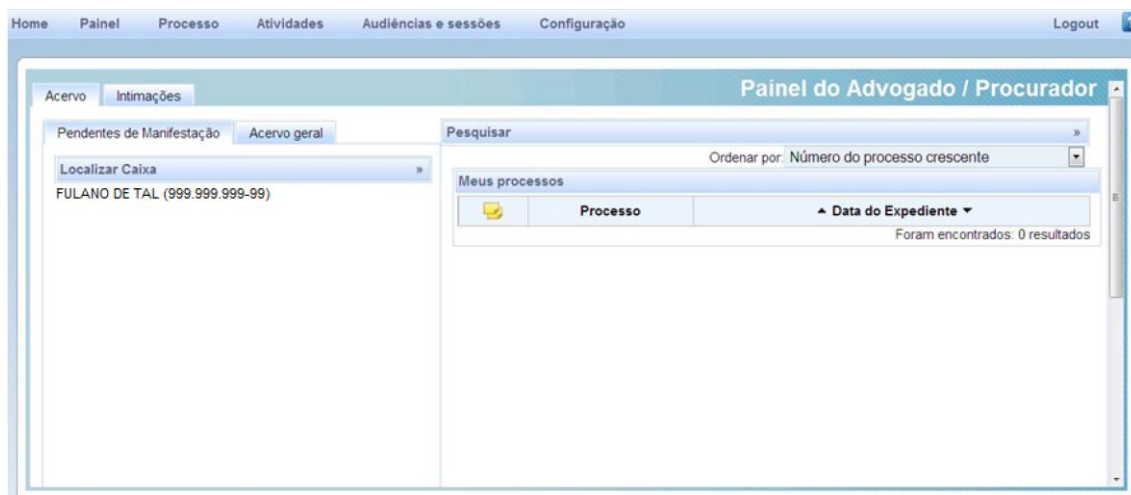 Home Painel Processo Atividades Audiências e sessões Configuração Logout ?
Painel do Advogado / Procurador
Acervo Intimações
Pendentes de Manifestação Acervo geral
Localizar Caixa »
FULANO DE TAL (999.999.999-99)
Pesquisar »
Ordenar por: Número do processo crescente
Meus processos
Processo Data do Expediente
Foram encontrados: 0 resultados